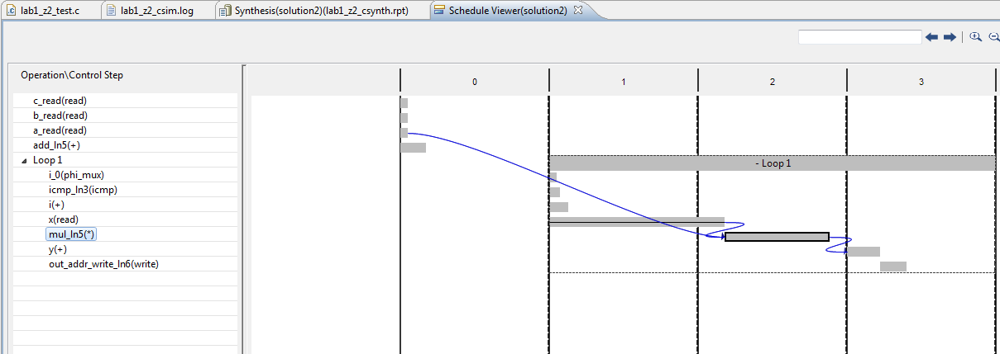 lab1_z2_test.c lab1_z2_csim.log Synthesis(solution2)(lab1_z2_csynth.rpt) Schedule Viewer(solution2)
Operation\Control Step 0 1 2 3
c_read(read)
b_read(read)
a_read(read)
add_ln5(+)
Loop 1 - Loop 1
i_0(phi_mux)
icmp_ln3(icmp)
i(+)
x(read)
mul_ln5(*)
y(+)
out_addr_write_ln6(write)